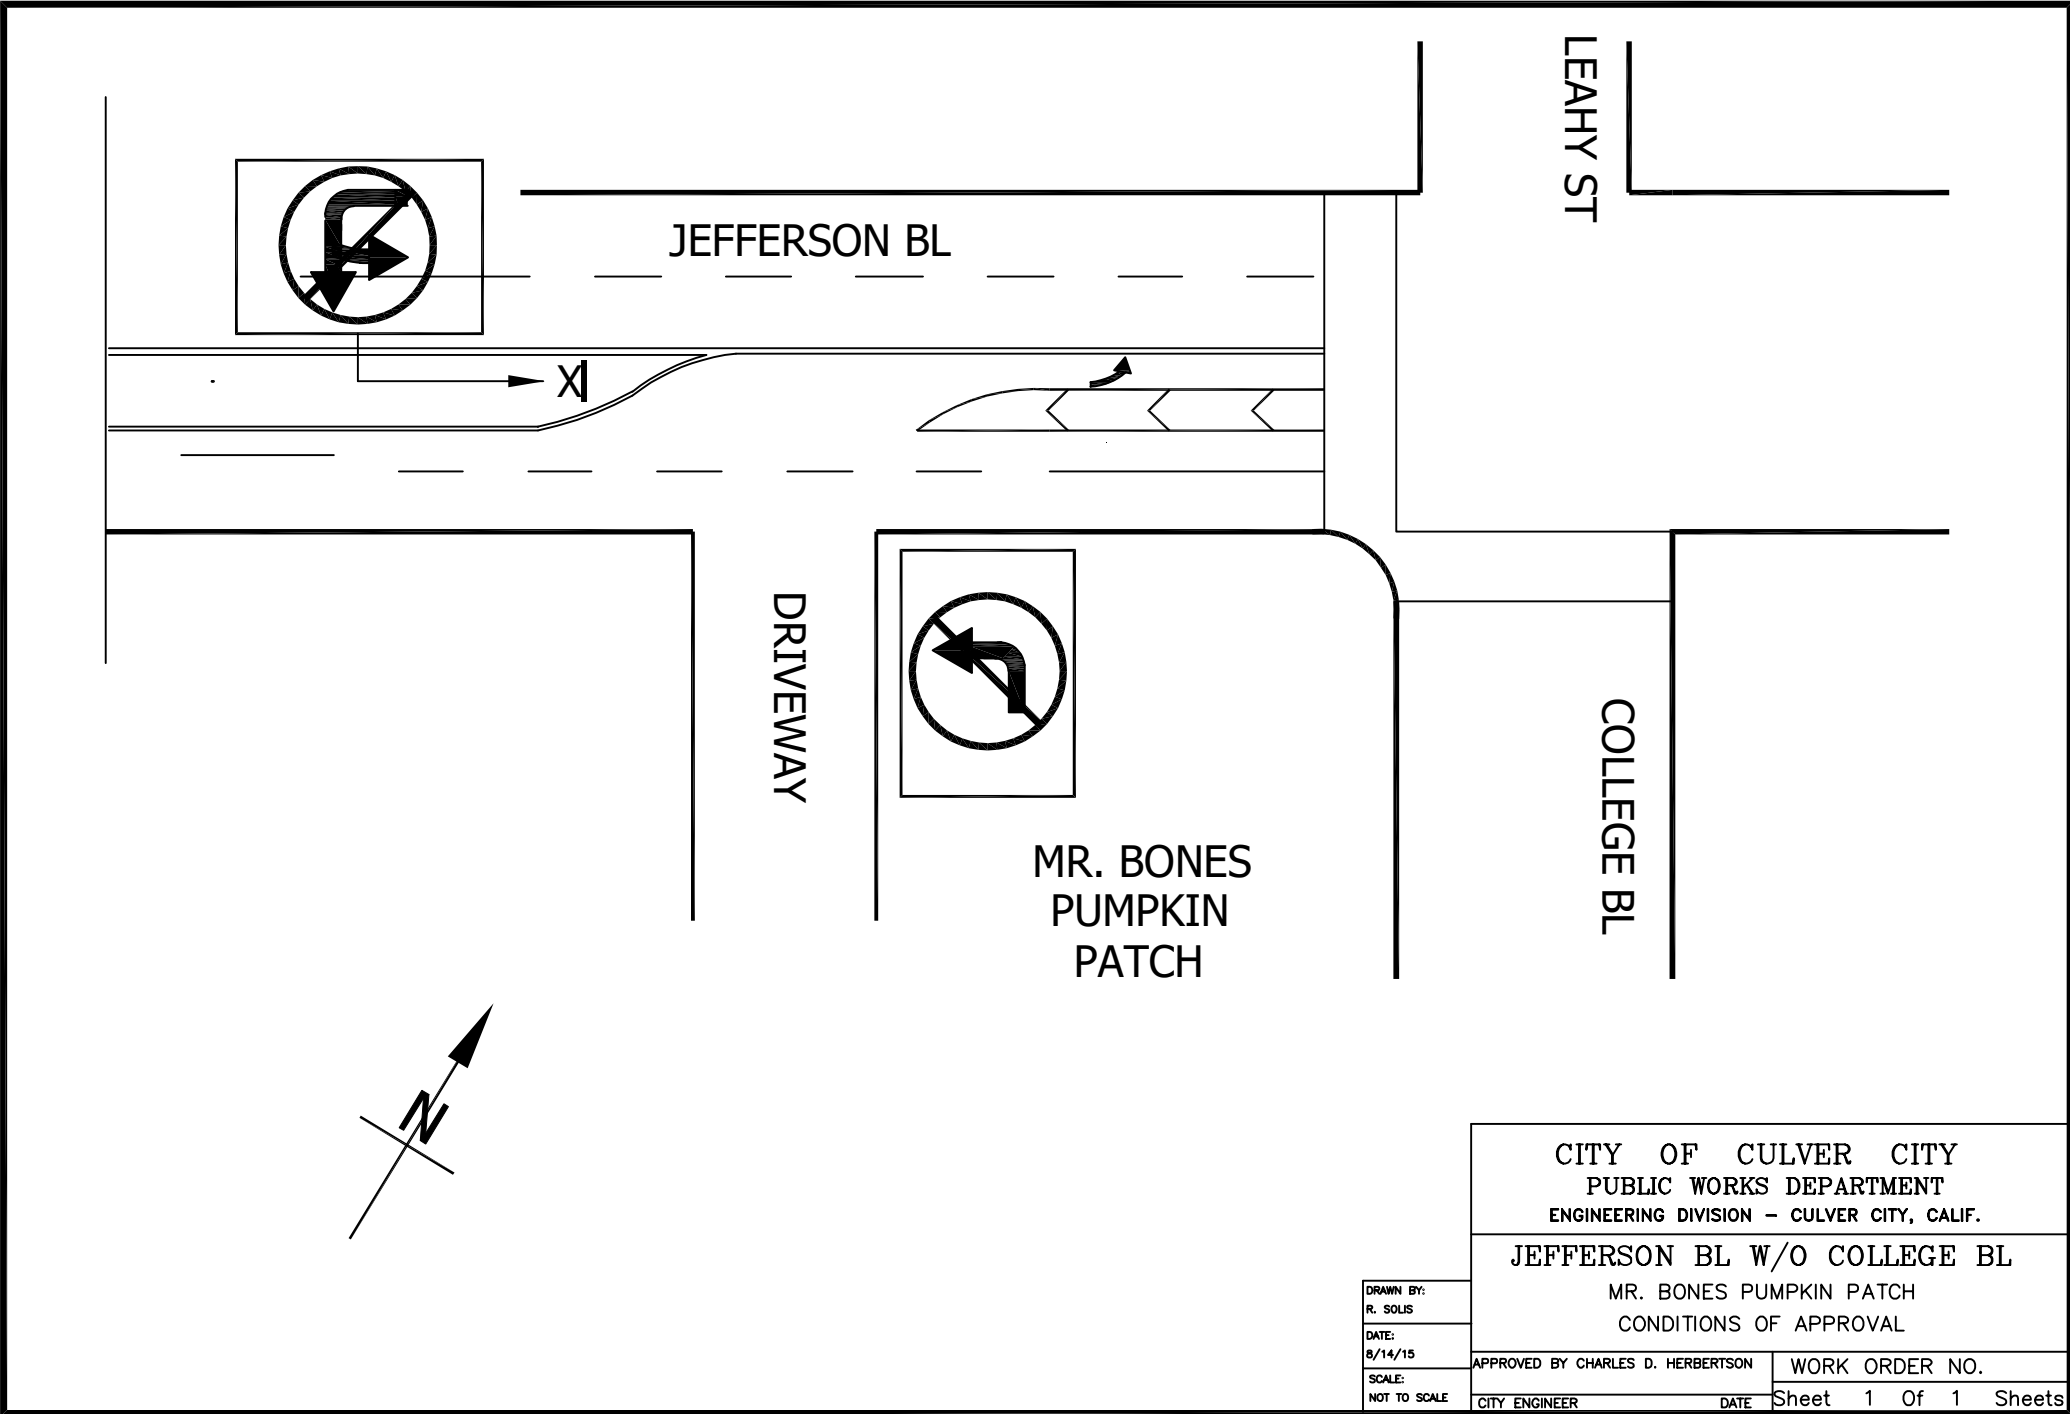 LEAHY ST
JEFFERSON BL
X
DRIVEWAY
COLLEGE BL
MR. BONES
PUMPKIN
PATCH
N
CITY OF CULVER CITY
PUBLIC WORKS DEPARTMENT
ENGINEERING DIVISION – CULVER CITY, CALIF.
JEFFERSON BL W/O COLLEGE BL
MR. BONES PUMPKIN PATCH
CONDITIONS OF APPROVAL
DRAWN BY:
R. SOLIS
DATE:
8/14/15
SCALE:
NOT TO SCALE
APPROVED BY CHARLES D. HERBERTSON
CITY ENGINEER DATE
WORK ORDER NO.
Sheet 1 Of 1 Sheets